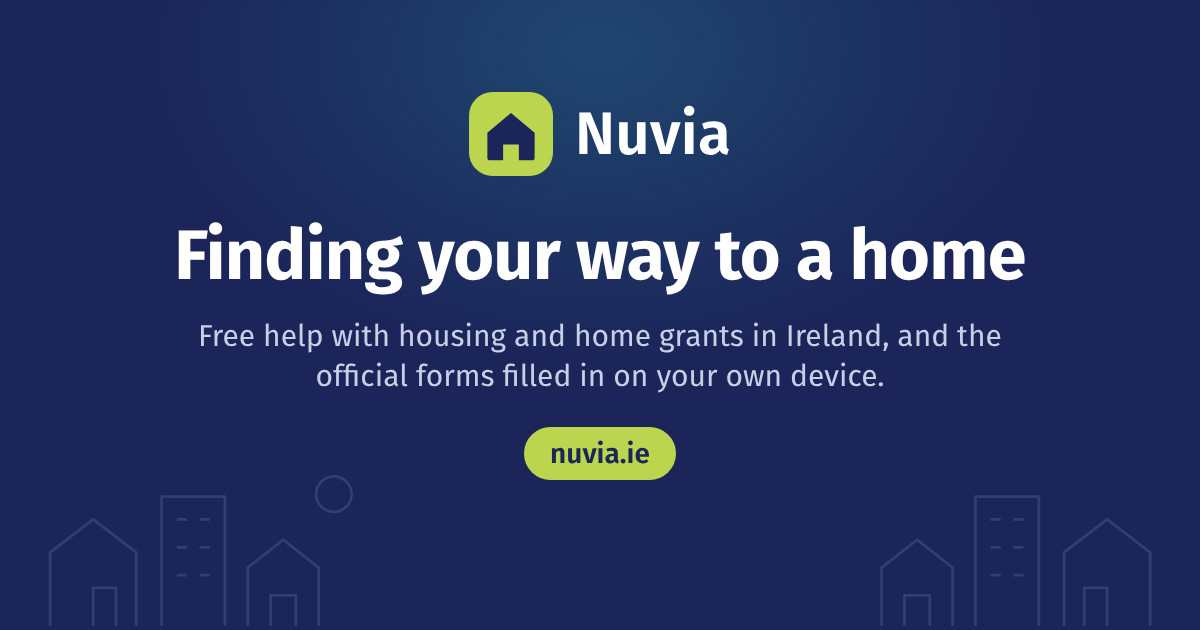 Nuvia
Finding your way to a home
Free help with housing and home grants in Ireland, and the
official forms filled in on your own device.
nuvia.ie